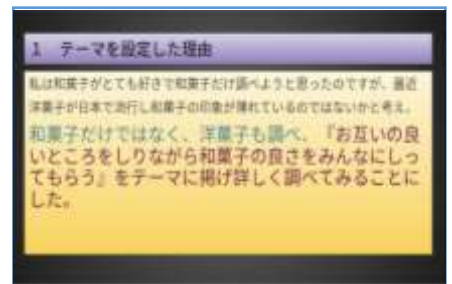 1 テーマを設定した理由
私は和菓子がとても好きで和菓子だけ調べようと思ったのですが、最近
洋菓子が日本で流行し和菓子の印象が薄れているのではないかと考え、
和菓子だけではなく、洋菓子も調べ、『お互いの良
いところをしりながら和菓子の良さをみんなにしっ
てもらう』をテーマに掲げ詳しく調べてみることに
した。